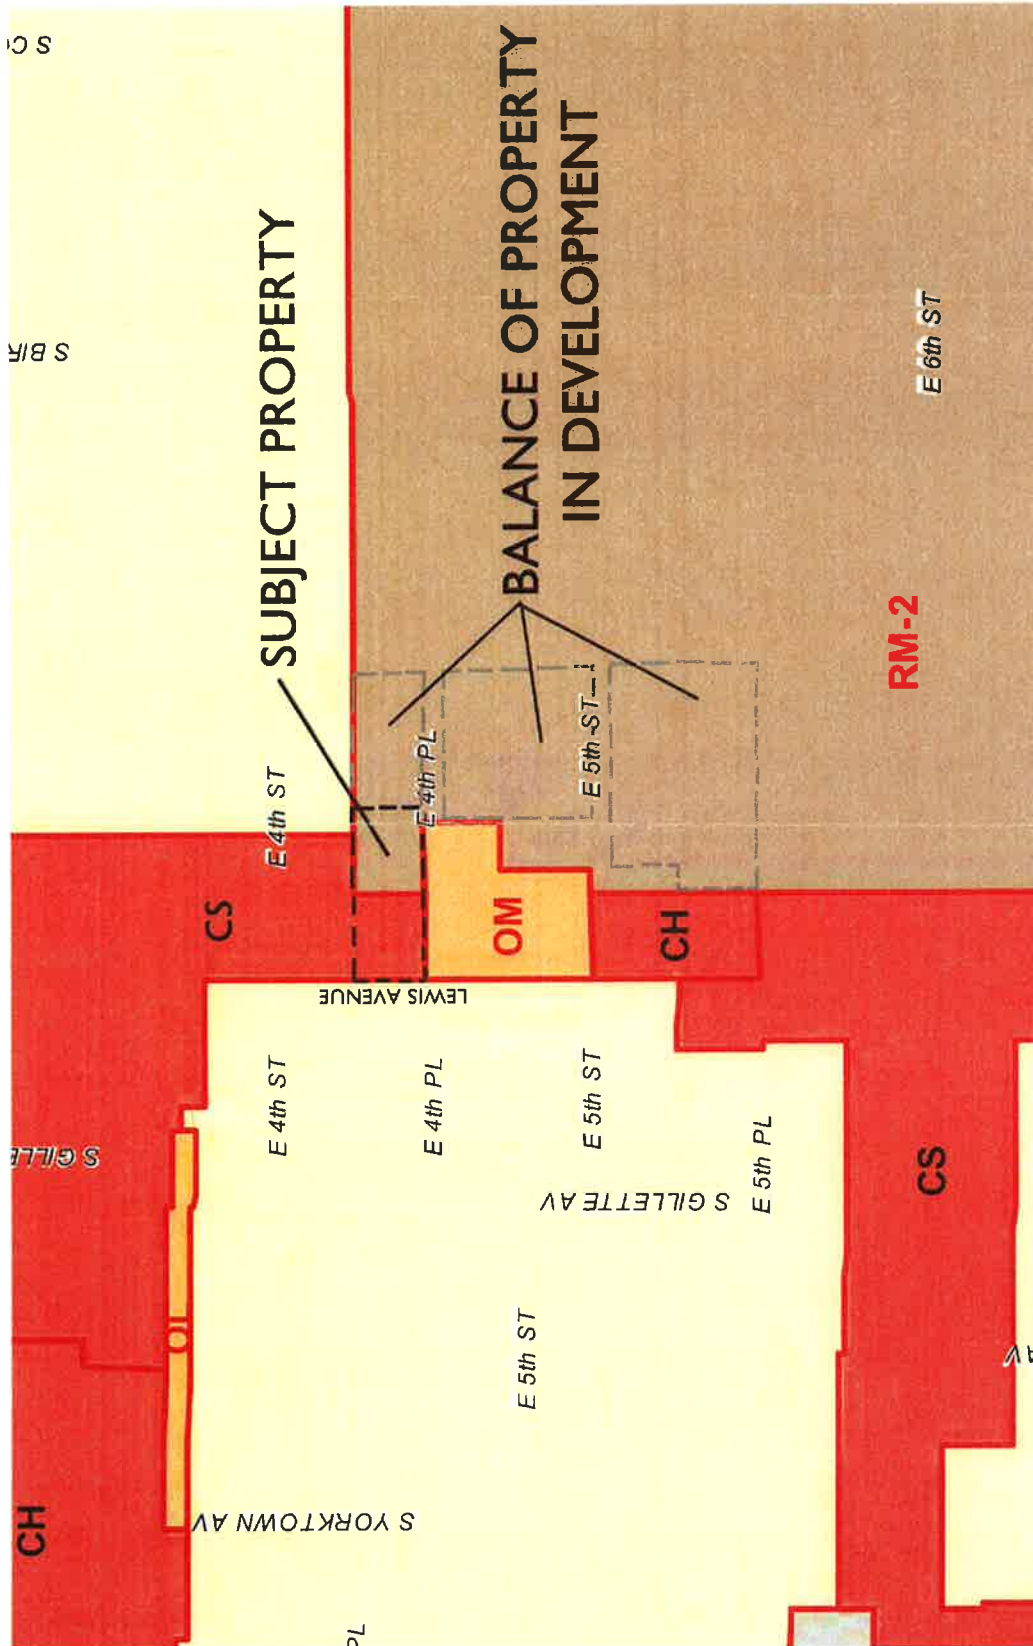 SUBJECT PROPERTY
BALANCE OF PROPERTY
IN DEVELOPMENT
E 4th ST
E 4th PL
E 5th ST
E 6th ST
RM-2
CS
OM
CH
LEWIS AVENUE
E 4th ST
E 4th PL
E 5th ST
E 5th PL
S GILLETTE AV
CS
E 5th ST
S YORKTOWN AV
OL
CH
S GILLE
S BIR
S CO
PL
AV